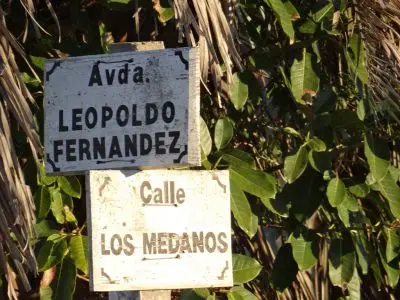 Avda.
LEOPOLDO
FERNANDEZ
Calle
LOS MEDANOS